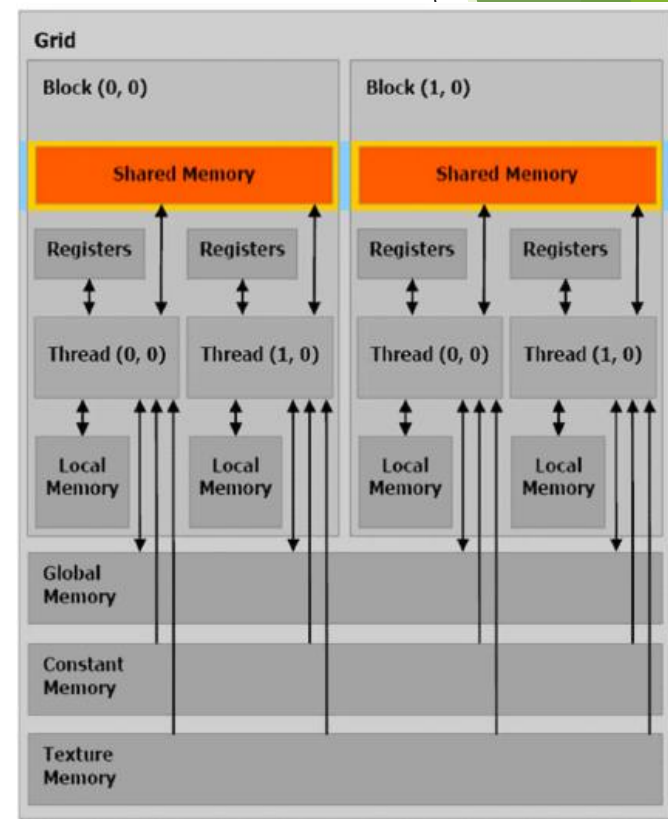 Grid
Block (0, 0)
Block (1, 0)
Shared Memory
Shared Memory
Registers
Registers
Registers
Registers
Thread (0, 0)
Thread (1, 0)
Thread (0, 0)
Thread (1, 0)
Local
Memory
Local
Memory
Local
Memory
Local
Memory
Global
Memory
Constant
Memory
Texture
Memory